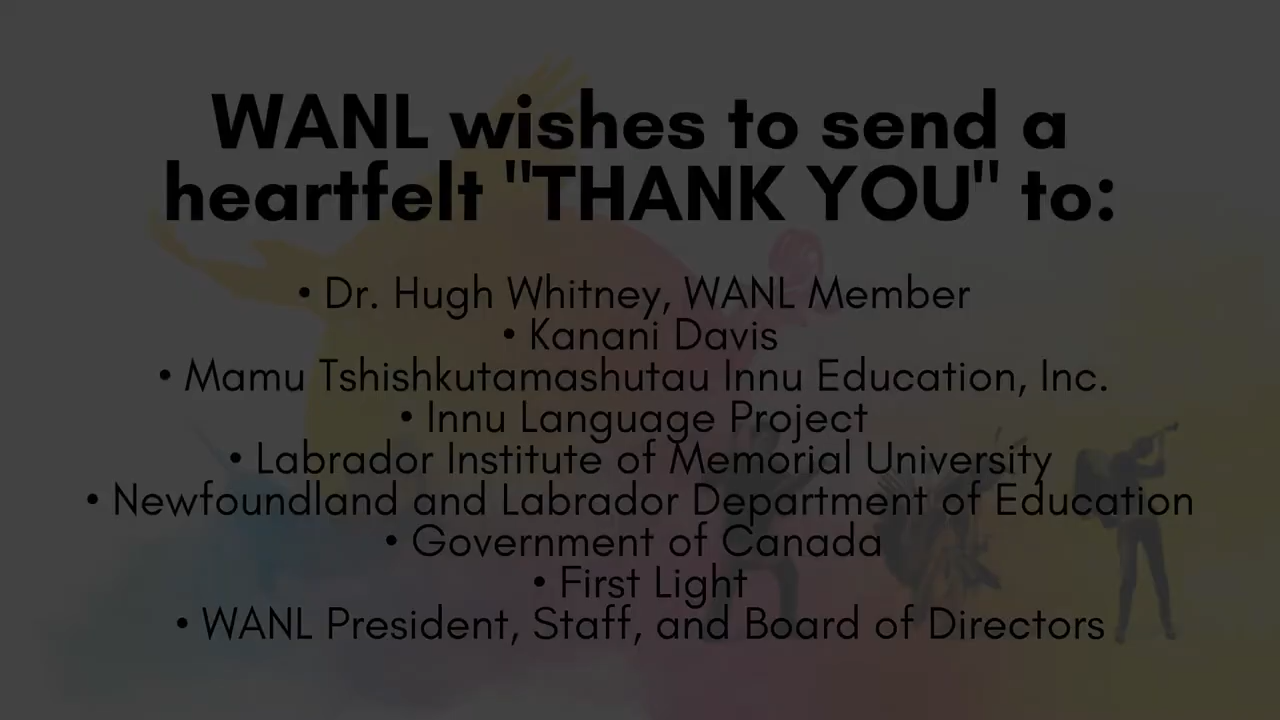 WANL wishes to send a
heartfelt "THANK YOU" to:
• Dr. Hugh Whitney, WANL Member
• Kanani Davis
• Mamu Tshishkutamashutau Innu Education, Inc.
• Innu Language Project
• Labrador Institute of Memorial University
• Newfoundland and Labrador Department of Education
• Government of Canada
• First Light
• WANL President, Staff, and Board of Directors